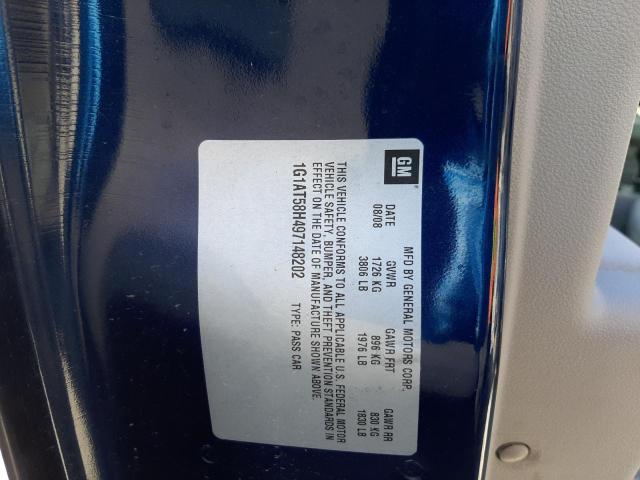 GM
MFD BY GENERAL MOTORS CORP.
DATE GVWR GAWR FRT GAWR RR
08/08 1726 KG 896 KG 830 KG
3806 LB 1976 LB 1830 LB
THIS VEHICLE CONFORMS TO ALL APPLICABLE U.S. FEDERAL MOTOR
VEHICLE SAFETY, BUMPER, AND THEFT PREVENTION STANDARDS IN
EFFECT ON THE DATE OF MANUFACTURE SHOWN ABOVE.
1G1AT58H497148202 TYPE: PASS CAR